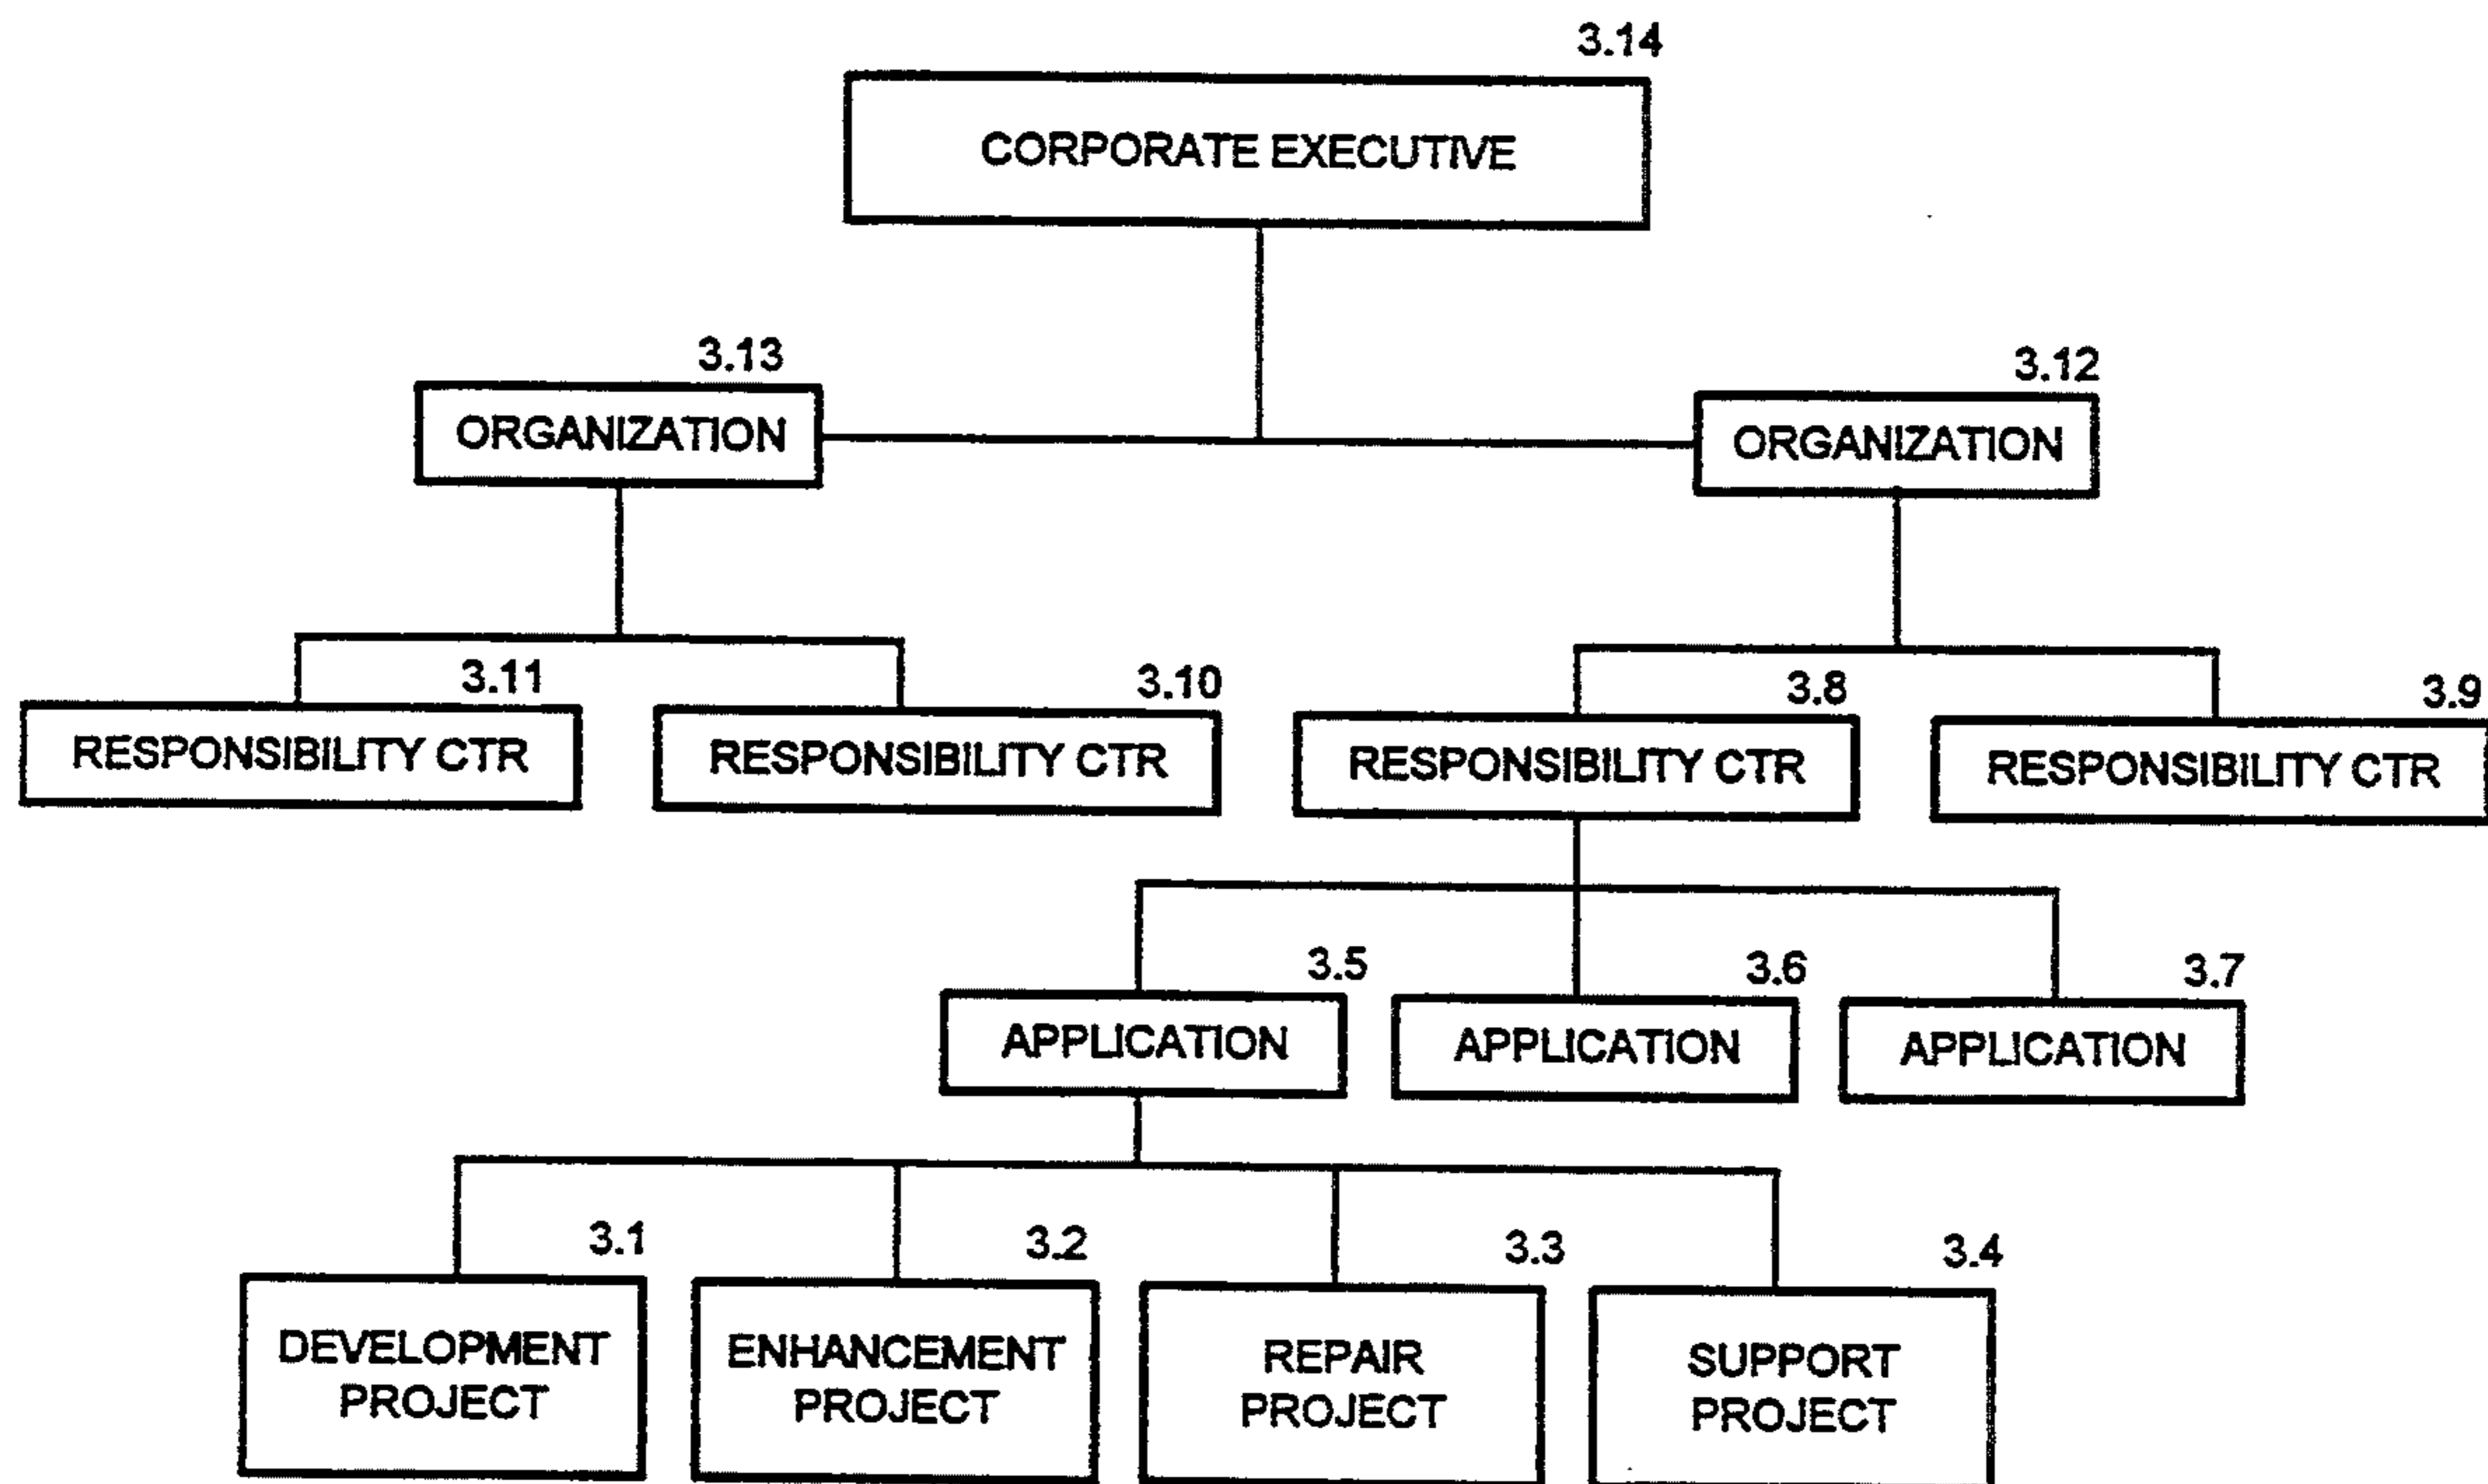 3.14
CORPORATE EXECUTIVE
3.13
3.12
ORGANIZATION
ORGANIZATION
3.11
3.10
3.8
3.9
RESPONSIBILITY CTR
RESPONSIBILITY CTR
RESPONSIBILITY CTR
RESPONSIBILITY CTR
3.5
3.6
3.7
APPLICATION
APPLICATION
APPLICATION
3.1
3.2
3.3
3.4
DEVELOPMENT
PROJECT
ENHANCEMENT
PROJECT
REPAIR
PROJECT
SUPPORT
PROJECT